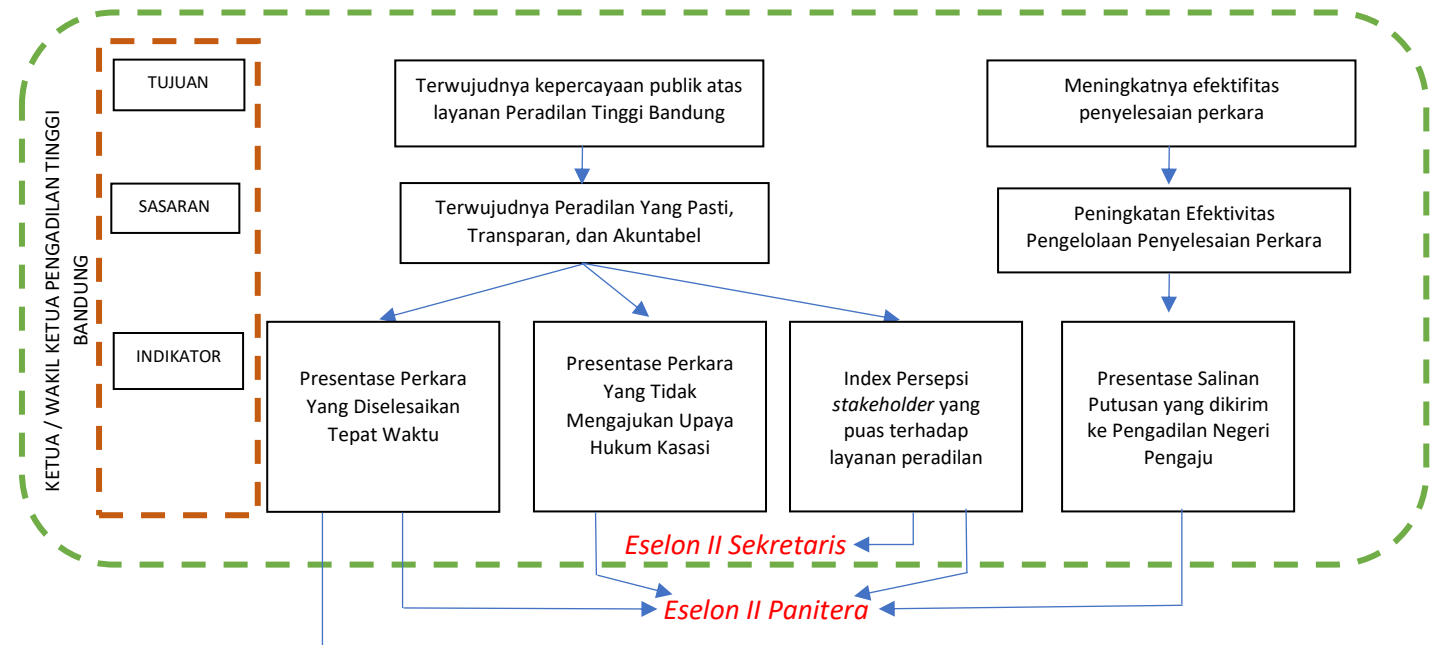 KETUA / WAKIL KETUA PENGADILAN TINGGI
BANDUNG
TUJUAN
Terwujudnya kepercayaan publik atas
layanan Peradilan Tinggi Bandung
Meningkatnya efektifitas
penyelesaian perkara
SASARAN
Terwujudnya Peradilan Yang Pasti,
Transparan, dan Akuntabel
Peningkatan Efektivitas
Pengelolaan Penyelesaian Perkara
INDIKATOR
Presentase Perkara
Yang Diselesaikan
Tepat Waktu
Presentase Perkara
Yang Tidak
Mengajukan Upaya
Hukum Kasasi
Index Persepsi
stakeholder yang
puas terhadap
layanan peradilan
Presentase Salinan
Putusan yang dikirim
ke Pengadilan Negeri
Pengaju
Eselon II Sekretaris
Eselon II Panitera